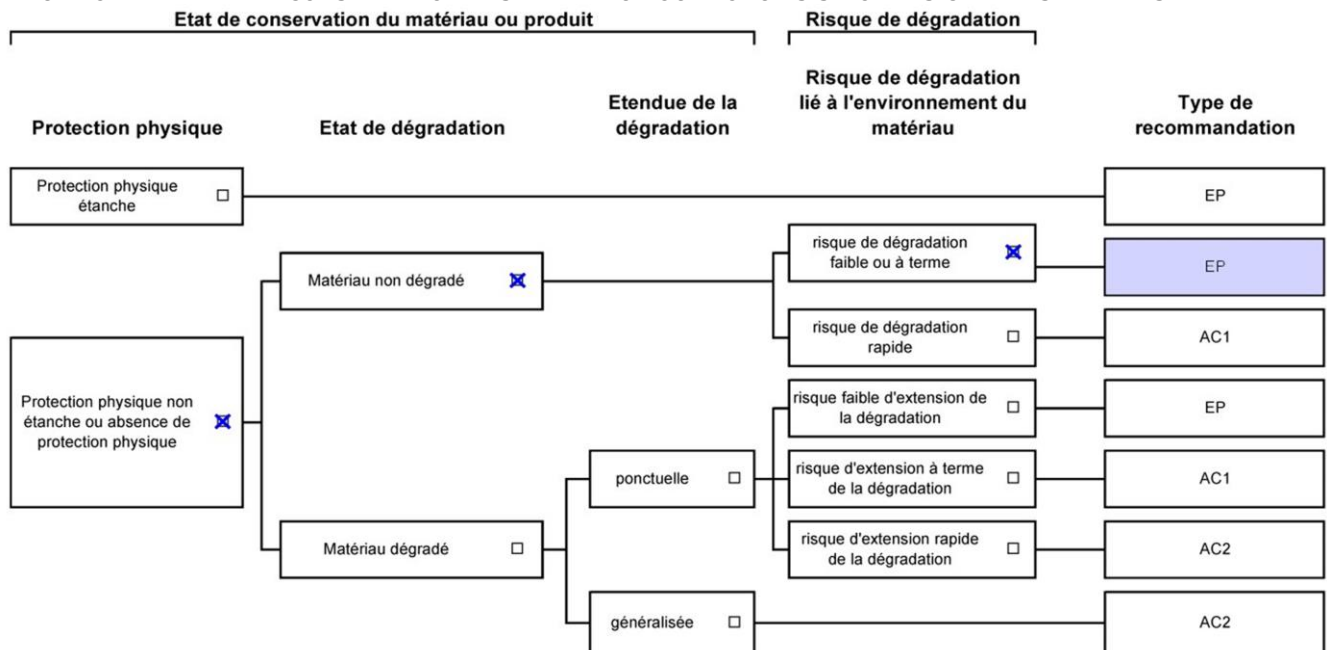 Etat de conservation du matériau ou produit
Risque de dégradation
Protection physique
Etat de dégradation
Etendue de la
dégradation
Risque de dégradation
lié à l'environnement du
matériau
Type de
recommandation
Protection physique
étanche
EP
risque de dégradation
faible ou à terme
EP
Matériau non dégradé
risque de dégradation
rapide
AC1
Protection physique non
étanche ou absence de
protection physique
risque faible d'extension de
la dégradation
EP
ponctuelle
risque d'extension à terme
de la dégradation
AC1
Matériau dégradé
risque d'extension rapide
de la dégradation
AC2
généralisée
AC2